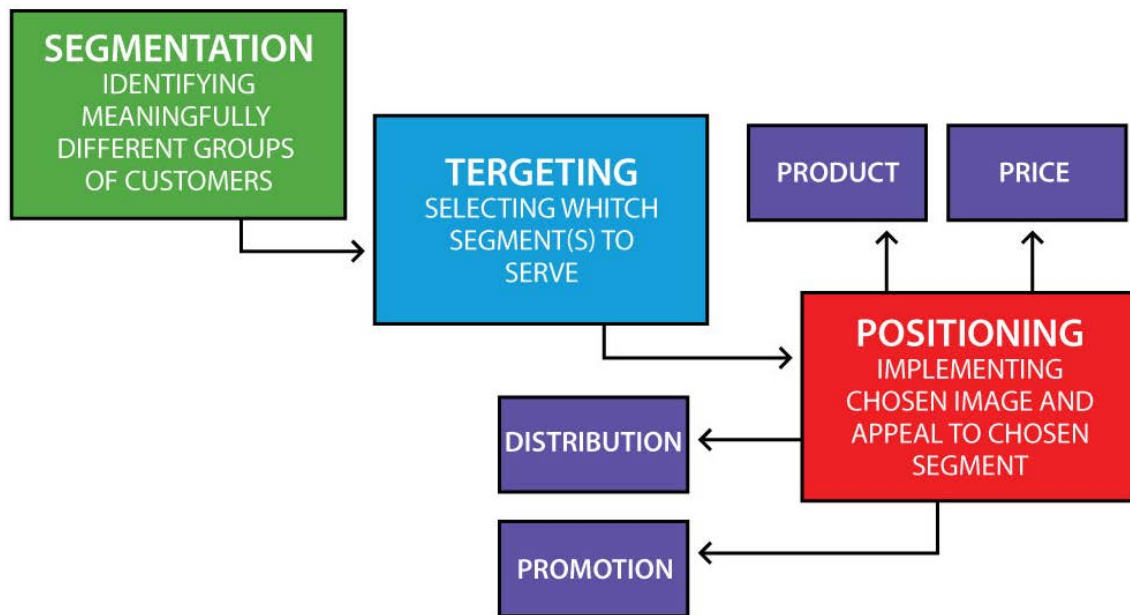 SEGMENTATION
IDENTIFYING
MEANINGFULLY
DIFFERENT GROUPS
OF CUSTOMERS
TERGETING
SELECTING WHITCH
SEGMENT(S) TO
SERVE
PRODUCT
PRICE
POSITIONING
IMPLEMENTING
CHOSEN IMAGE AND
APPEAL TO CHOSEN
SEGMENT
DISTRIBUTION
PROMOTION